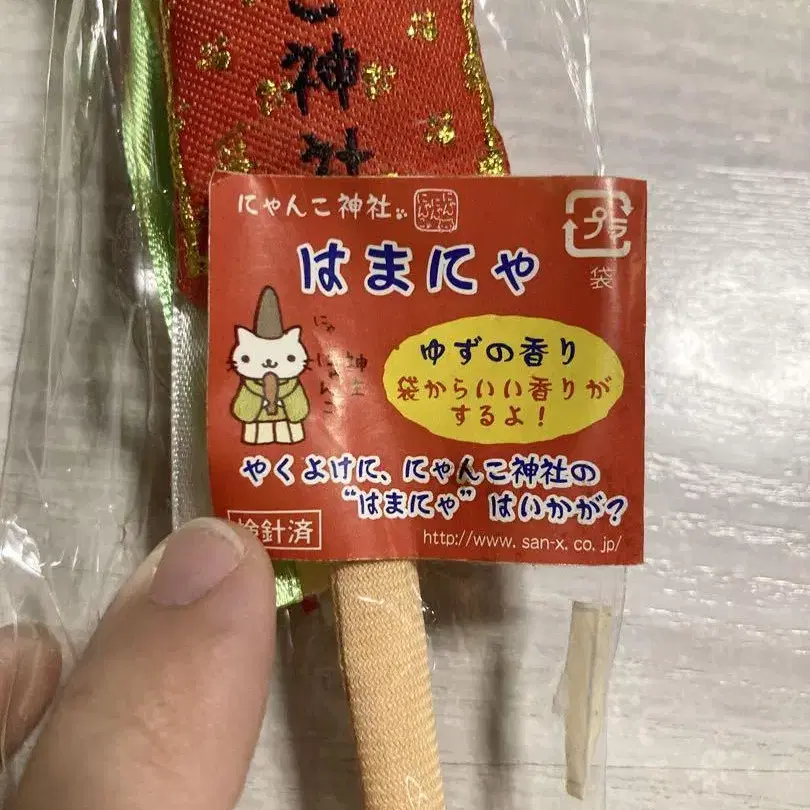 こ神社
にゃんこ神社
プラ
袋
はまにゃ
ゆずの香り
袋からいい香りが
するよ！
やくよけに、にゃんこ神社の
“はまにゃ” はいかが？
検針済
http://www.san-x.co.jp/